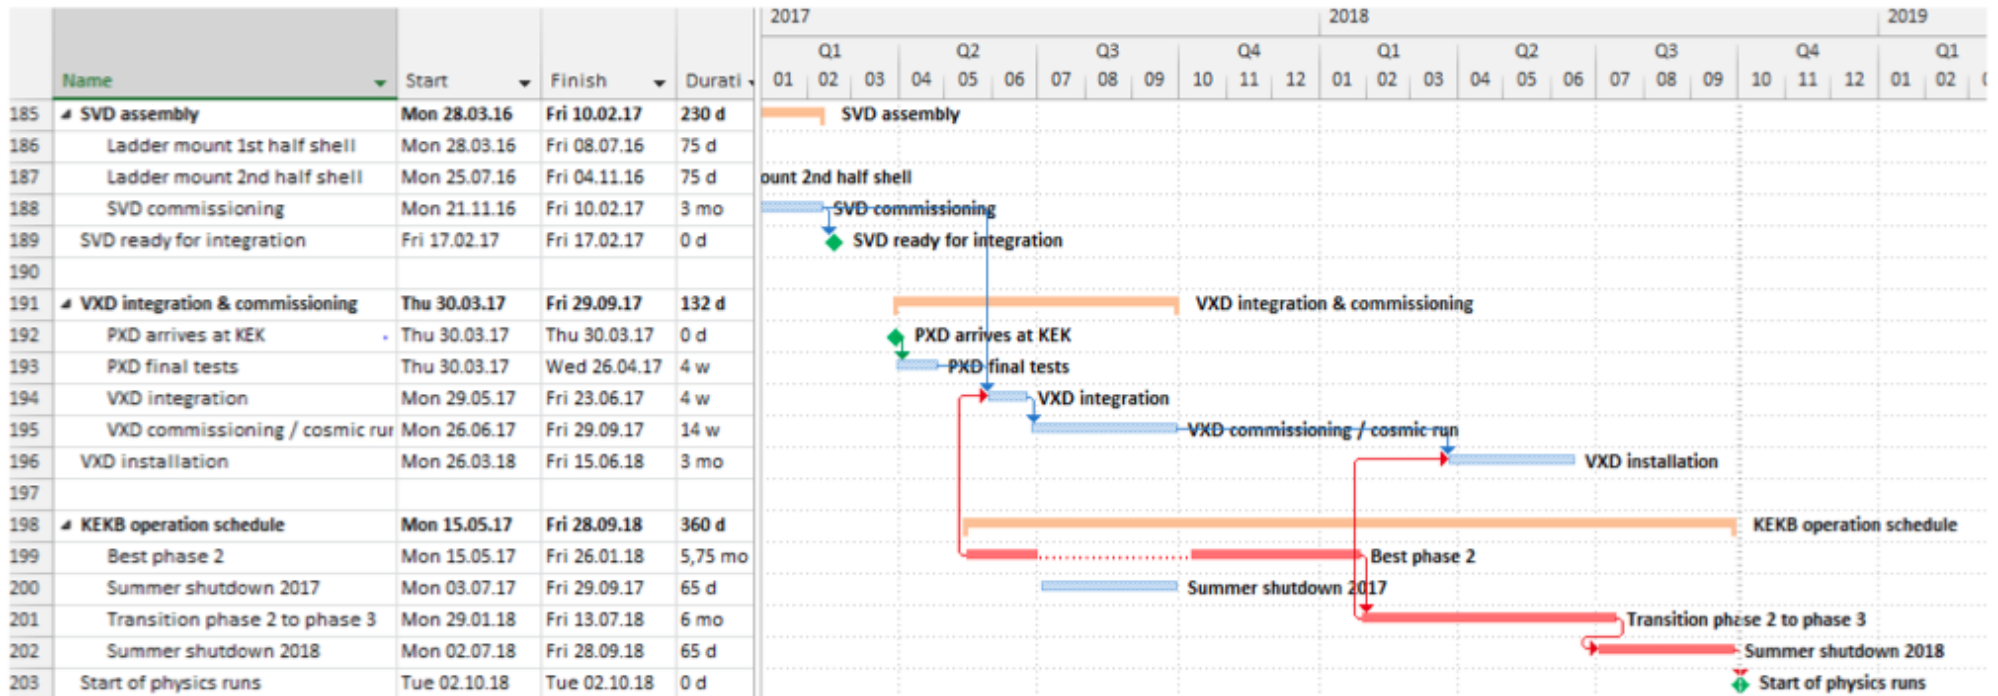 2017 2018 2019
Q1 Q2 Q3 Q4 Q1 Q2 Q3 Q4 Q1
Name Start Finish Durati 01 02 03 04 05 06 07 08 09 10 11 12 01 02 03 04 05 06 07 08 09 10 11 12 01 02
185 SVD assembly Mon 28.03.16 Fri 10.02.17 230 d SVD assembly
186 Ladder mount 1st half shell Mon 28.03.16 Fri 08.07.16 75 d
187 Ladder mount 2nd half shell Mon 25.07.16 Fri 04.11.16 75 d ount 2nd half shell
188 SVD commissioning Mon 21.11.16 Fri 10.02.17 3 mo SVD commissioning
189 SVD ready for integration Fri 17.02.17 Fri 17.02.17 0 d SVD ready for integration
190
191 VXD integration & commissioning Thu 30.03.17 Fri 29.09.17 132 d VXD integration & commissioning
192 PXD arrives at KEK Thu 30.03.17 Thu 30.03.17 0 d PXD arrives at KEK
193 PXD final tests Thu 30.03.17 Wed 26.04.17 4 w PXD final tests
194 VXD integration Mon 29.05.17 Fri 23.06.17 4 w VXD integration
195 VXD commissioning / cosmic rur Mon 26.06.17 Fri 29.09.17 14 w VXD commissioning / cosmic run
196 VXD installation Mon 26.03.18 Fri 15.06.18 3 mo VXD installation
197
198 KEKB operation schedule Mon 15.05.17 Fri 28.09.18 360 d KEKB operation schedule
199 Best phase 2 Mon 15.05.17 Fri 26.01.18 5,75 mo Best phase 2
200 Summer shutdown 2017 Mon 03.07.17 Fri 29.09.17 65 d Summer shutdown 2017
201 Transition phase 2 to phase 3 Mon 29.01.18 Fri 13.07.18 6 mo Transition phase 2 to phase 3
202 Summer shutdown 2018 Mon 02.07.18 Fri 28.09.18 65 d Summer shutdown 2018
203 Start of physics runs Tue 02.10.18 Tue 02.10.18 0 d Start of physics runs